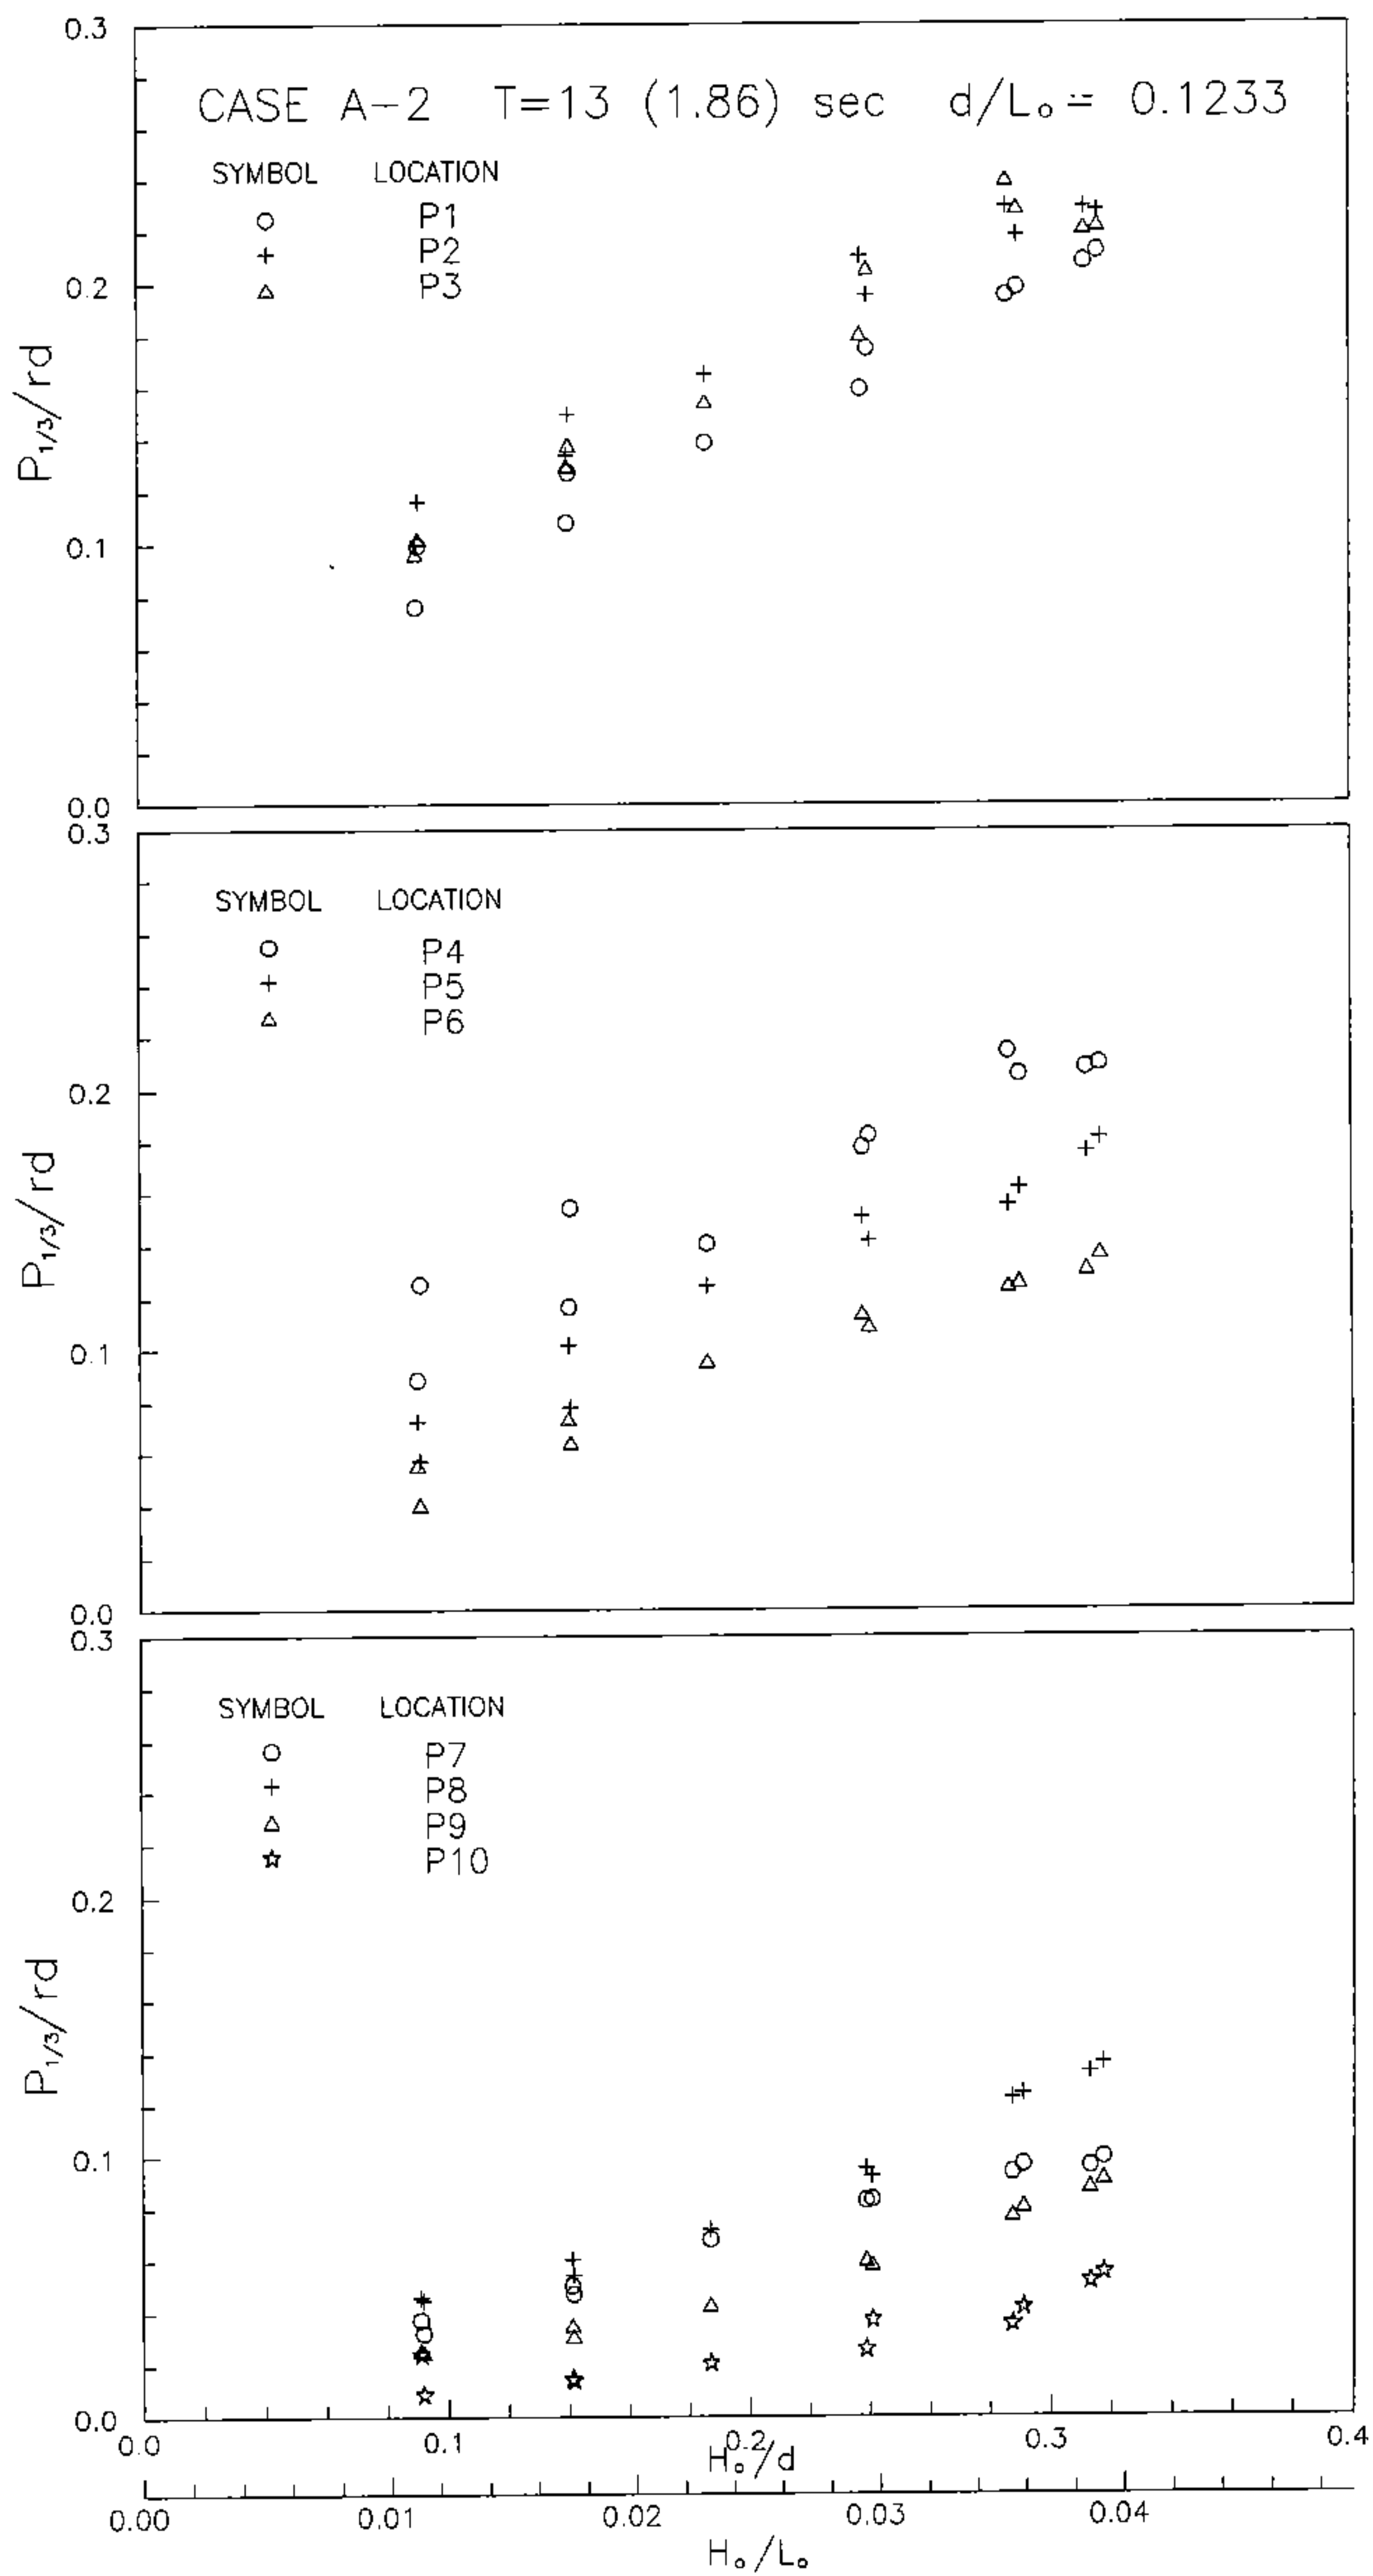 0.3
CASE A-2 T=13 (1.86) sec d/L₀= 0.1233
SYMBOL LOCATION
P1
P2
P3
0.2
P₁/₃/rd
0.1
0.0
0.3
SYMBOL LOCATION
P4
P5
P6
0.2
P₁/₃/rd
0.1
0.0
0.3
SYMBOL LOCATION
P7
P8
P9
P10
0.2
P₁/₃/rd
0.1
0.0
0.0 0.1 0.2 0.3 0.4
H₀/d
0.00 0.01 0.02 0.03 0.04
H₀/L₀